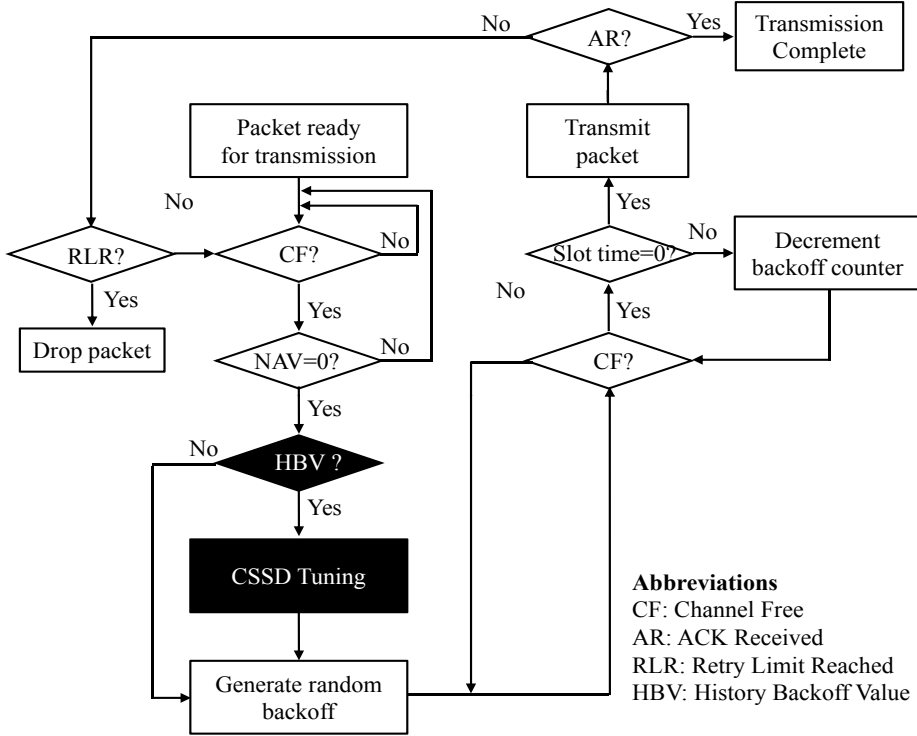 No
AR?
Yes
Transmission
Complete
Packet ready
for transmission
Transmit
packet
No
Yes
RLR?
CF?
No
Slot time=0?
No
Decrement
backoff counter
Yes
Yes
No
Yes
Drop packet
NAV=0?
No
CF?
Yes
No
HBV ?
Yes
CSSD Tuning
Generate random
backoff
Abbreviations
CF: Channel Free
AR: ACK Received
RLR: Retry Limit Reached
HBV: History Backoff Value